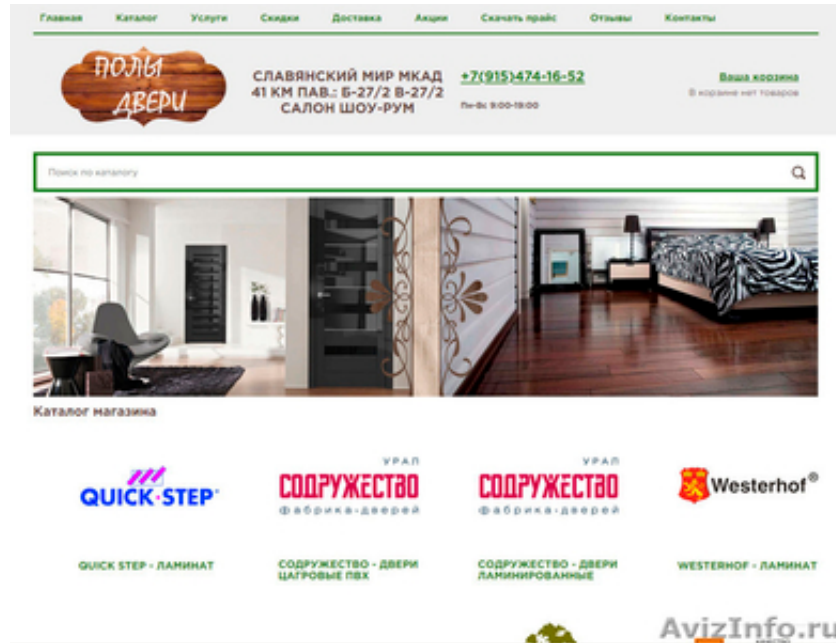 Главная Каталог Услуги Скидки Доставка Акции Скачать прайс Отзывы Контакты
ПОЛЫ
ДВЕРИ
СЛАВЯНСКИЙ МИР МКАД
41 КМ ПАВ.: Б-27/2 В-27/2
САЛОН ШОУ-РУМ
+7(915)474-16-52
Пн-Вс 9:00-19:00
Ваша корзина
В корзине нет товаров
Поиск по каталогу
Каталог магазина
QUICK·STEP
УРАЛ
СОДРУЖЕСТВО
фабрика-дверей
УРАЛ
СОДРУЖЕСТВО
фабрика-дверей
Westerhof®
QUICK STEP - ЛАМИНАТ
СОДРУЖЕСТВО - ДВЕРИ
ЦАГРОВЫЕ ПВХ
СОДРУЖЕСТВО - ДВЕРИ
ЛАМИНИРОВАННЫЕ
WESTERHOF - ЛАМИНАТ
AvizInfo.ru